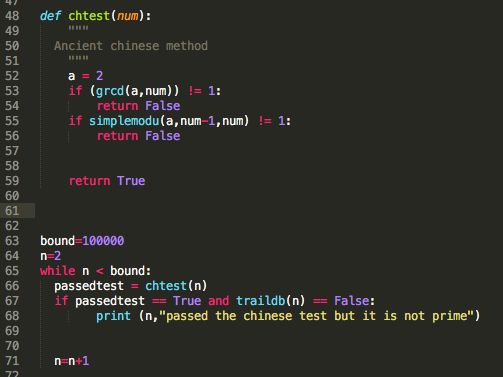 47
48 def chtest(num):
49 """
50 Ancient chinese method
51 """
52 a = 2
53 if (grcd(a,num)) != 1:
54 return False
55 if simplemodu(a,num-1,num) != 1:
56 return False
57
58
59 return True
60
61
62
63 bound=100000
64 n=2
65 while n < bound:
66 passedtest = chtest(n)
67 if passedtest == True and traildb(n) == False:
68 print (n,"passed the chinese test but it is not prime")
69
70
71 n=n+1
72